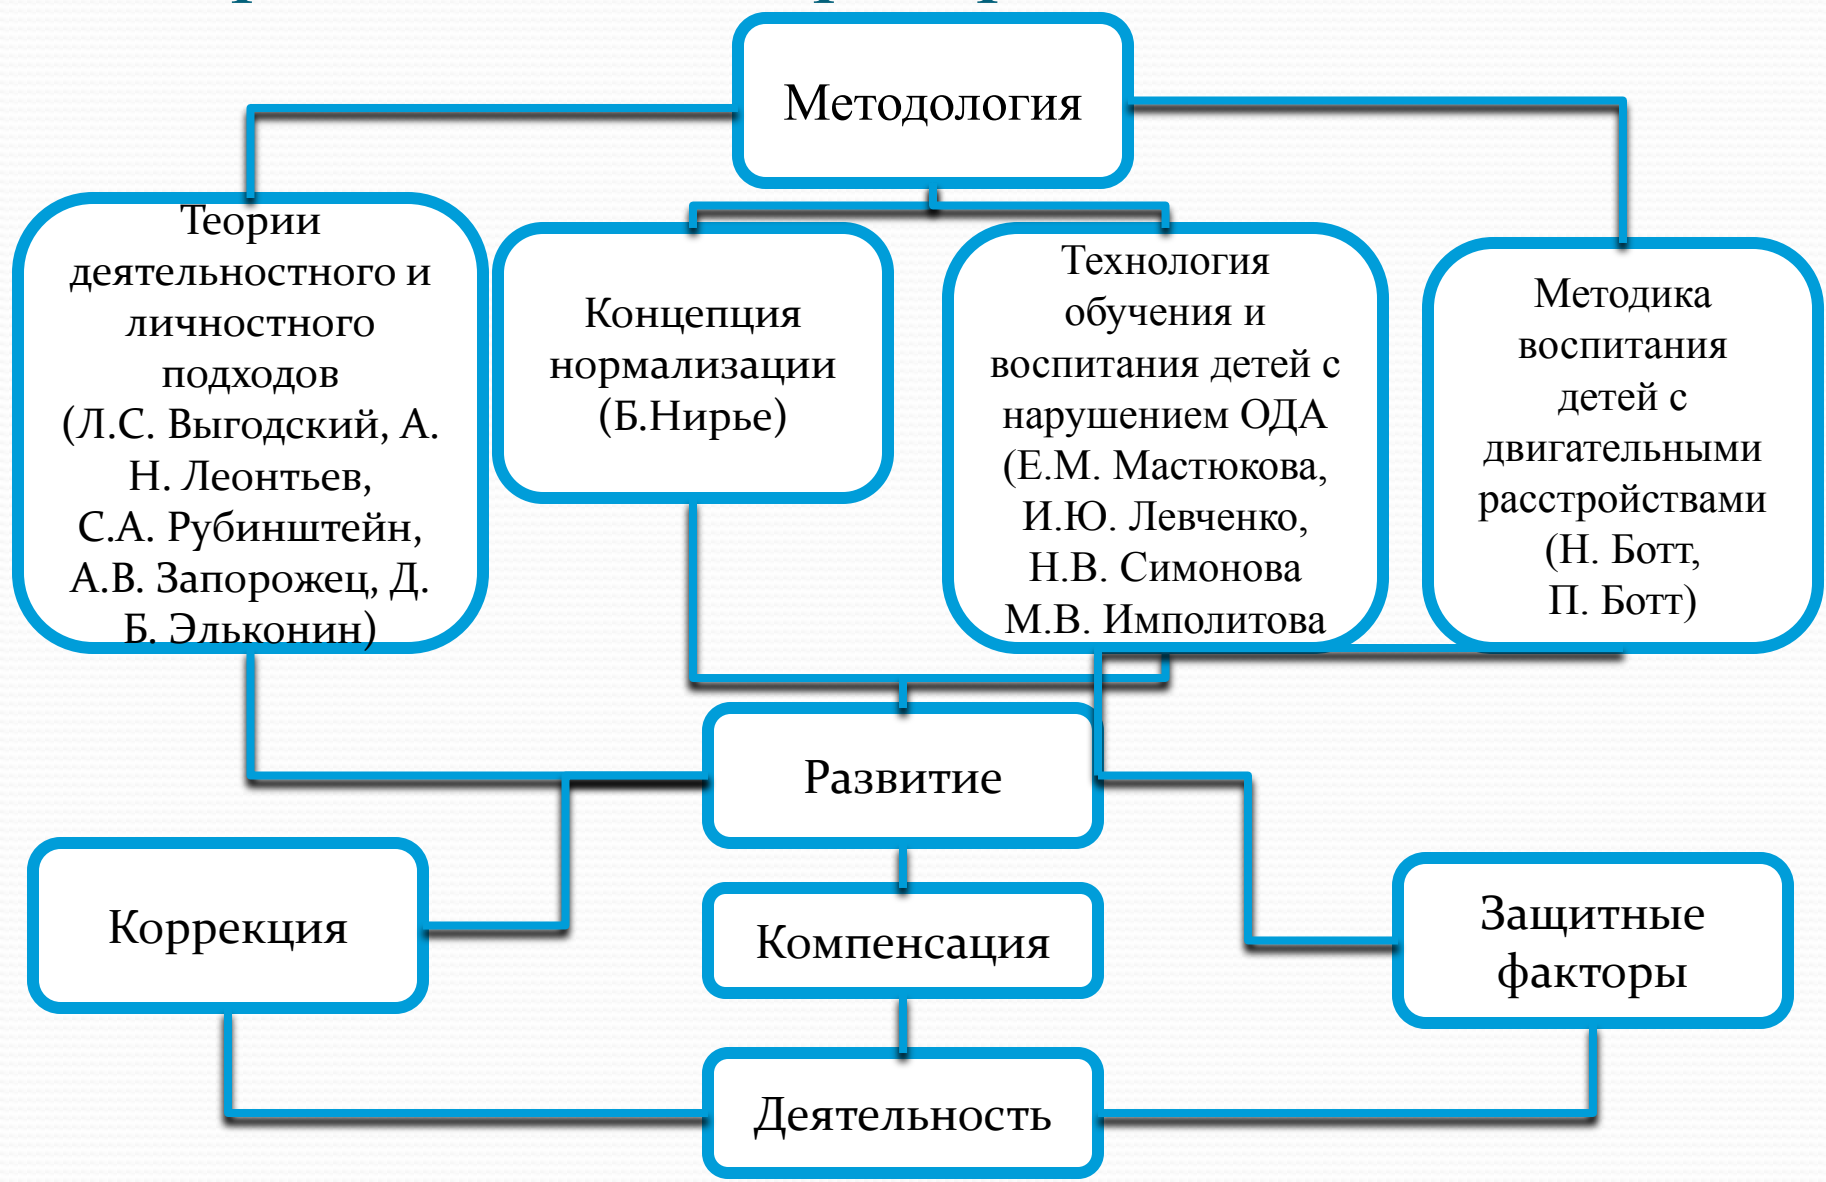 Методология
Теории
деятельностного и
личностного
подходов
(Л.С. Выгодский, А.
Н. Леонтьев,
С.А. Рубинштейн,
А.В. Запорожец, Д.
Б. Эльконин)
Концепция
нормализации
(Б.Нирье)
Технология
обучения и
воспитания детей с
нарушением ОДА
(Е.М. Мастюкова,
И.Ю. Левченко,
Н.В. Симонова
М.В. Имполитова
Методика
воспитания
детей с
двигательными
расстройствами
(Н. Ботт,
П. Ботт)
Развитие
Коррекция
Компенсация
Защитные
факторы
Деятельность